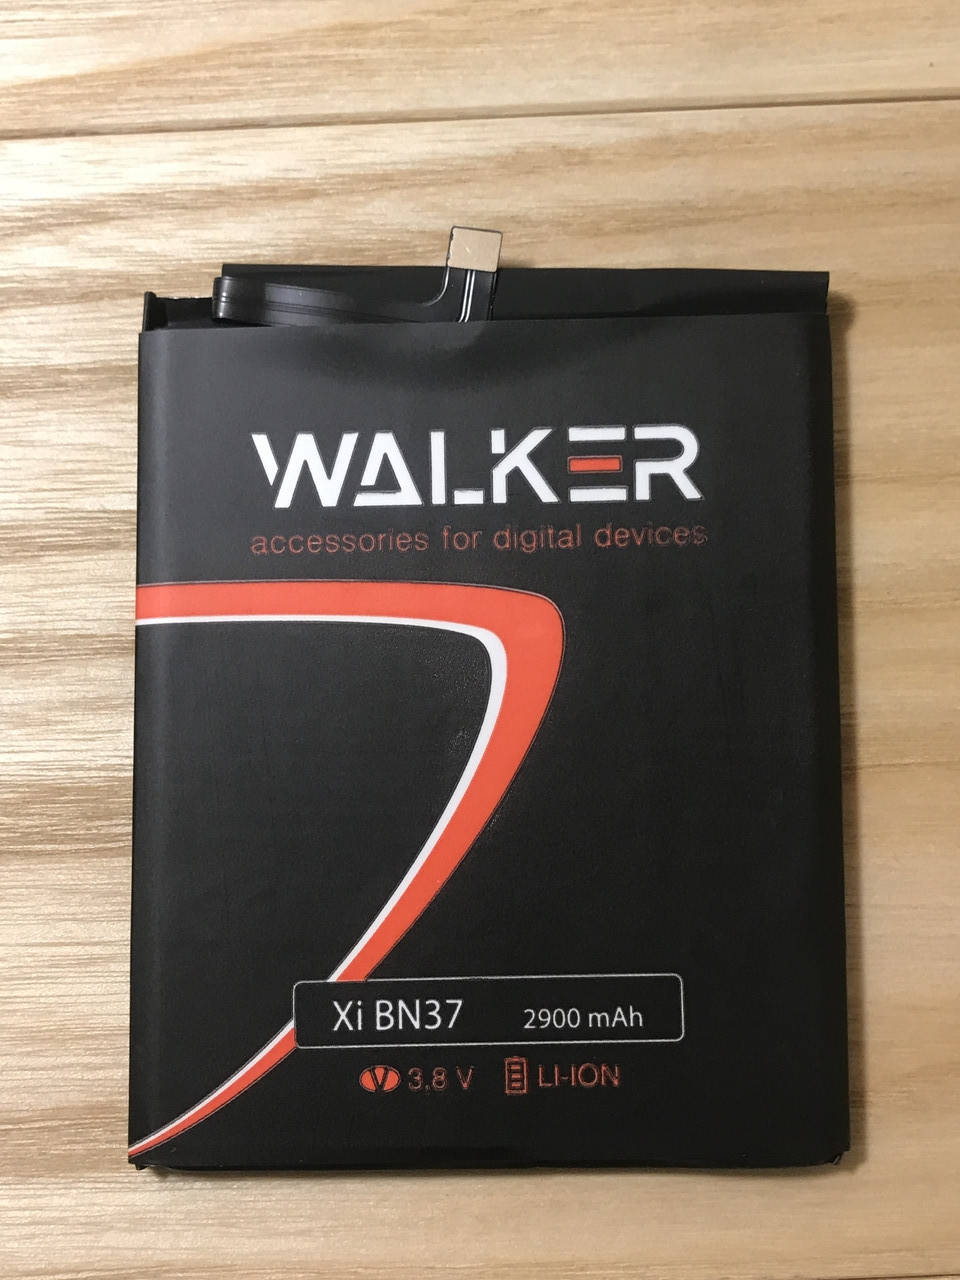 WALKER
accessories for digital devices
Xi BN37 2900 mAh
3,8 V LI-ION